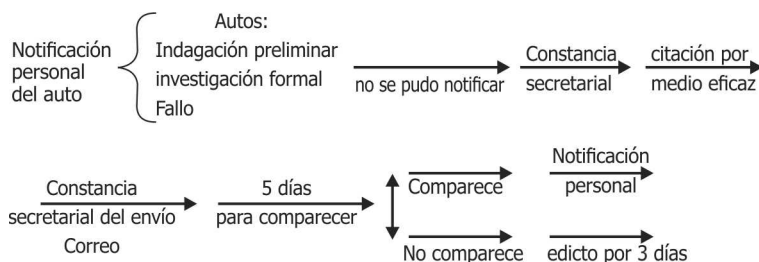 Autos:
Notificación
personal
del auto
Indagación preliminar
investigación formal
Fallo
no se pudo notificar
Constancia
secretarial
citación por
medio eficaz
Constancia
secretarial del envío
Correo
5 días
para comparecer
Comparece
Notificación
personal
No comparece
edicto por 3 días